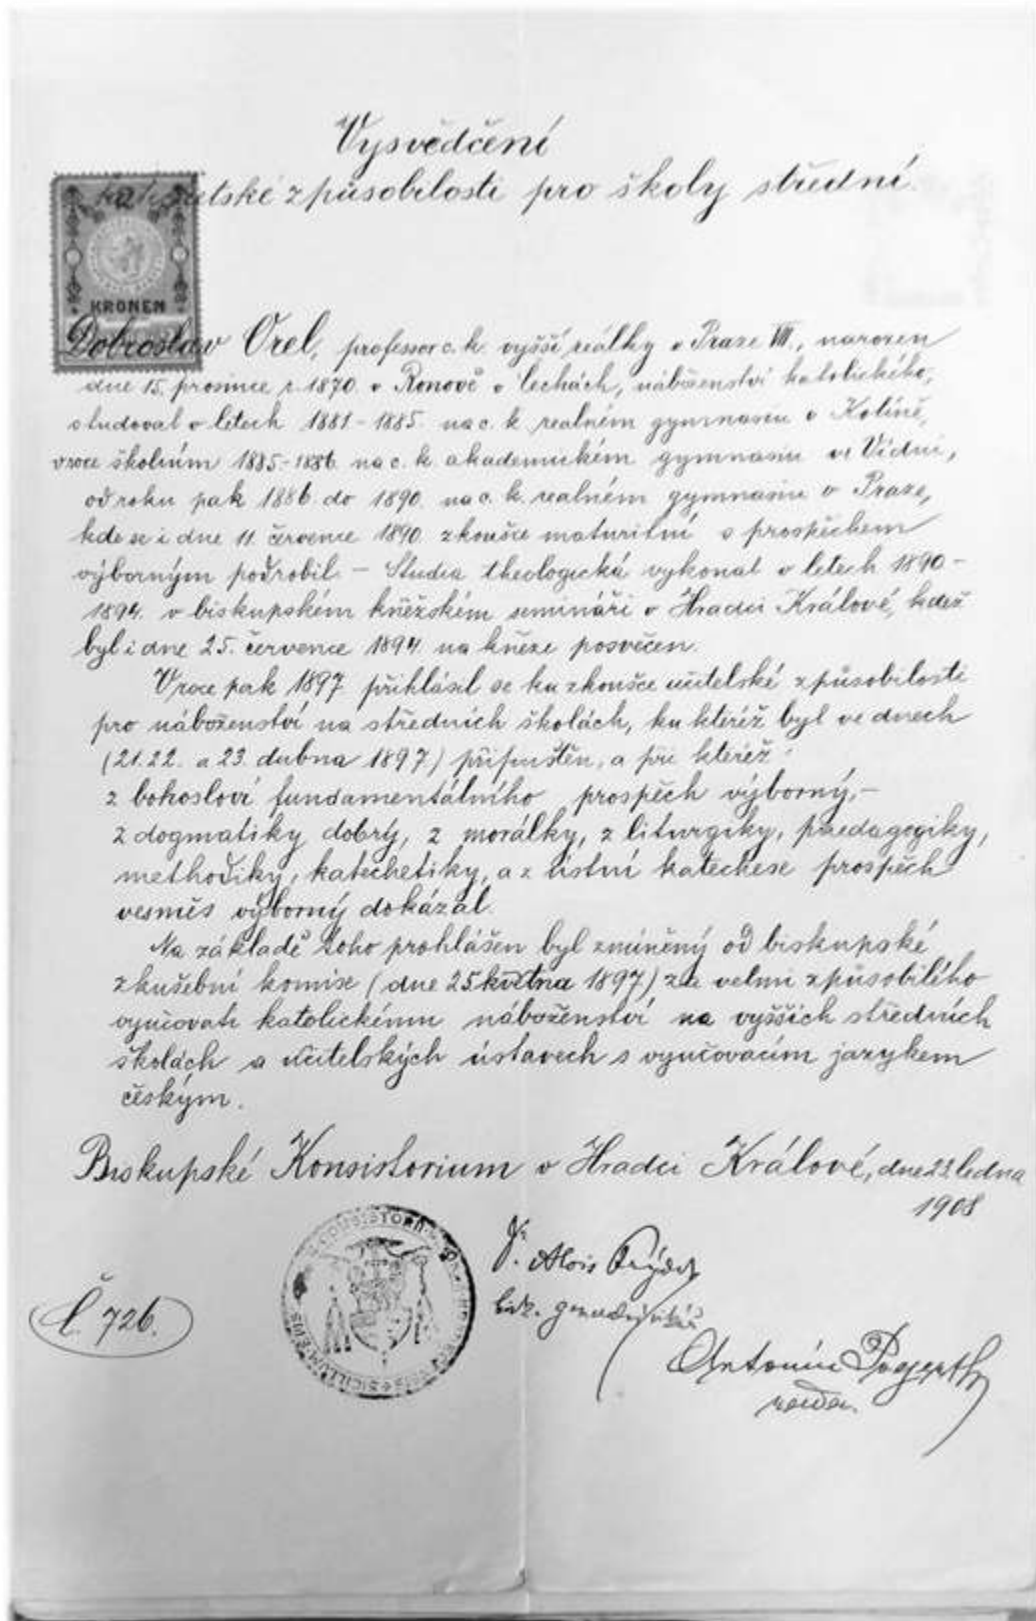 Vysvědčení
způsobilosti pro školy střední.
KRONEN
Dobroslav Orel, professor c. k. vyšší reálky v Praze III., narozen
dne 15. prosince r. 1870. v Ronově v Čechách, náboženství katolického,
studoval v letech 1881–1885. na c. k. realném gymnasiu v Kolíně,
v roce školním 1885–1886. na c. k. akademickém gymnasiu ve Vídni,
od roku pak 1886. do 1890. na c. k. realném gymnasiu v Praze,
kde se i dne 11. července 1890. zkoušce maturitní s prospěchem
výborným podrobil. – Studia theologická vykonal v letech 1890–
1894. v biskupském kněžském semináři v Hradci Králové, kdež
byl i dne 25. července 1894. na kněze posvěcen.
V roce pak 1897 přihlásil se ku zkoušce učitelské způsobilosti
pro náboženství na středních školách, ku kteréž byl ve dnech
(21. 22. a 23. dubna 1897) připuštěn, a při kteréž:
z bohosloví fundamentálního prospěch výborný, –
z dogmatiky dobrý, z morálky, z liturgiky, paedagogiky,
methodiky, katechetiky, a z ústní katechese prospěch
vesměs výborný dokázal.
Na základě toho prohlášen byl zmíněný od biskupské
zkušební komise (dne 25 května 1897) za velmi způsobilého
vyučovati katolickému náboženství na vyšších středních
školách a učitelských ústavech s vyučovacím jazykem
českým.
Biskupské Konsistorium v Hradci Králové, dne 22. ledna
1908
Č. 726.
Dr. Alois
Antonín